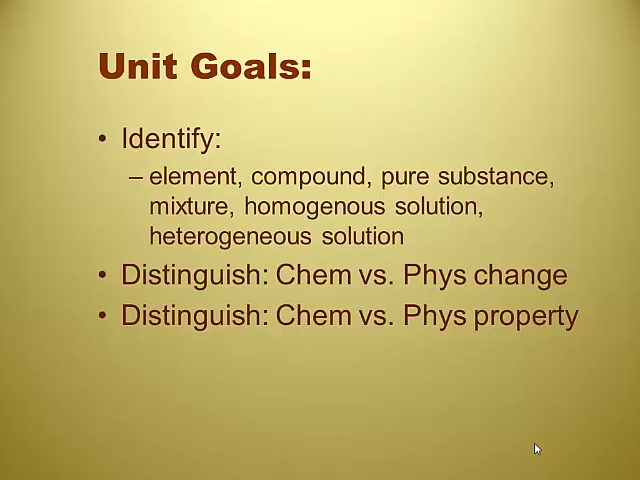 Unit Goals:
• Identify:
– element, compound, pure substance,
mixture, homogenous solution,
heterogeneous solution
• Distinguish: Chem vs. Phys change
• Distinguish: Chem vs. Phys property